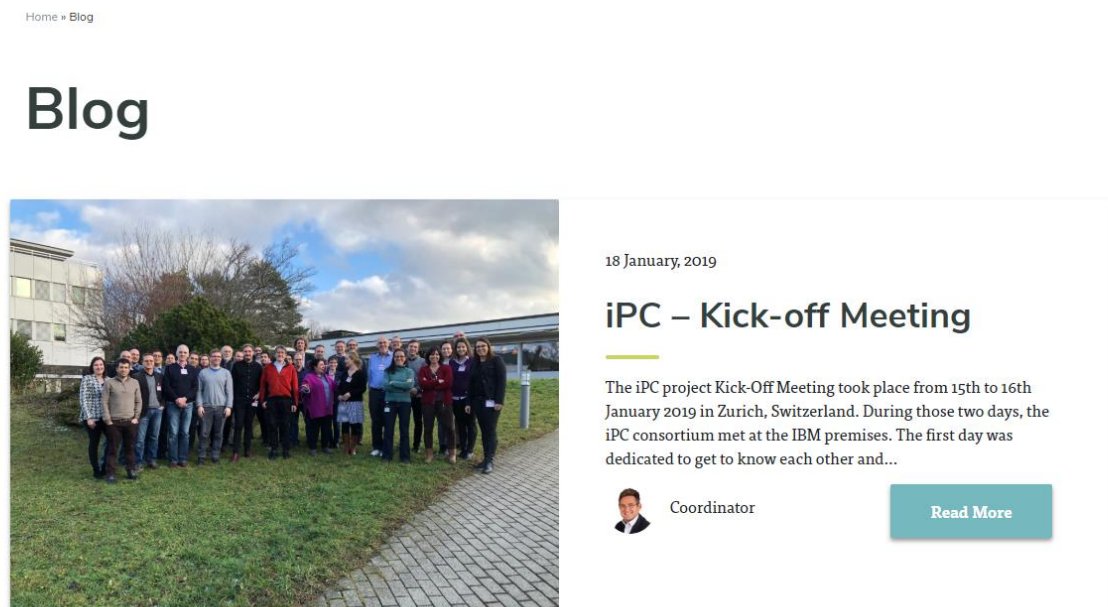 Home » Blog
Blog
18 January, 2019
iPC – Kick-off Meeting
The iPC project Kick-Off Meeting took place from 15th to 16th
January 2019 in Zurich, Switzerland. During those two days, the
iPC consortium met at the IBM premises. The first day was
dedicated to get to know each other and...
Coordinator
Read More